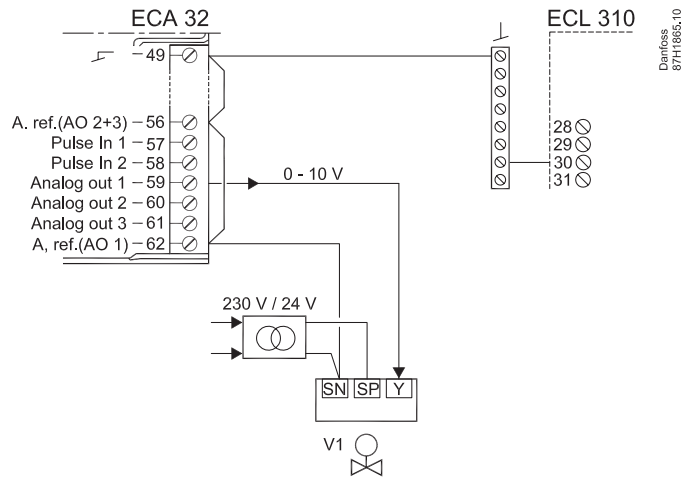 ECA 32
ECL 310
Danfoss
87H1865.10
49
A. ref.(AO 2+3) – 56
Pulse In 1 – 57
Pulse In 2 – 58
Analog out 1 – 59
Analog out 2 – 60
Analog out 3 – 61
A, ref.(AO 1) – 62
0 - 10 V
28
29
30
31
230 V / 24 V
SN SP Y
V1